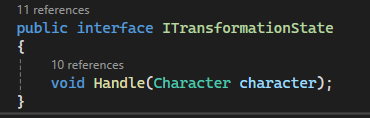 11 references
public interface ITransformationState
{
10 references
void Handle(Character character);
}